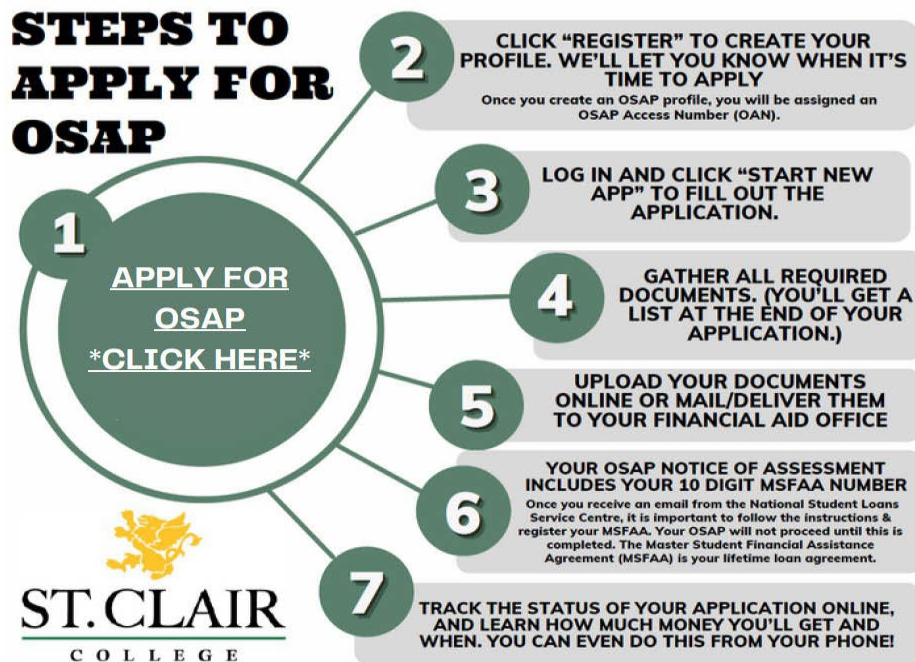 STEPS TO
APPLY FOR
OSAP
1
APPLY FOR
OSAP
*CLICK HERE*
2
CLICK “REGISTER” TO CREATE YOUR
PROFILE. WE’LL LET YOU KNOW WHEN IT’S
TIME TO APPLY
Once you create an OSAP profile, you will be assigned an
OSAP Access Number (OAN).
3
LOG IN AND CLICK “START NEW
APP” TO FILL OUT THE
APPLICATION.
4
GATHER ALL REQUIRED
DOCUMENTS. (YOU’LL GET A
LIST AT THE END OF YOUR
APPLICATION.)
5
UPLOAD YOUR DOCUMENTS
ONLINE OR MAIL/DELIVER THEM
TO YOUR FINANCIAL AID OFFICE
6
YOUR OSAP NOTICE OF ASSESSMENT
INCLUDES YOUR 10 DIGIT MSFAA NUMBER
Once you receive an email from the National Student Loans
Service Centre, it is important to follow the instructions &
register your MSFAA. Your OSAP will not proceed until this is
completed. The Master Student Financial Assistance
Agreement (MSFAA) is your lifetime loan agreement.
7
TRACK THE STATUS OF YOUR APPLICATION ONLINE,
AND LEARN HOW MUCH MONEY YOU’LL GET AND
WHEN. YOU CAN EVEN DO THIS FROM YOUR PHONE!
ST. CLAIR
COLLEGE